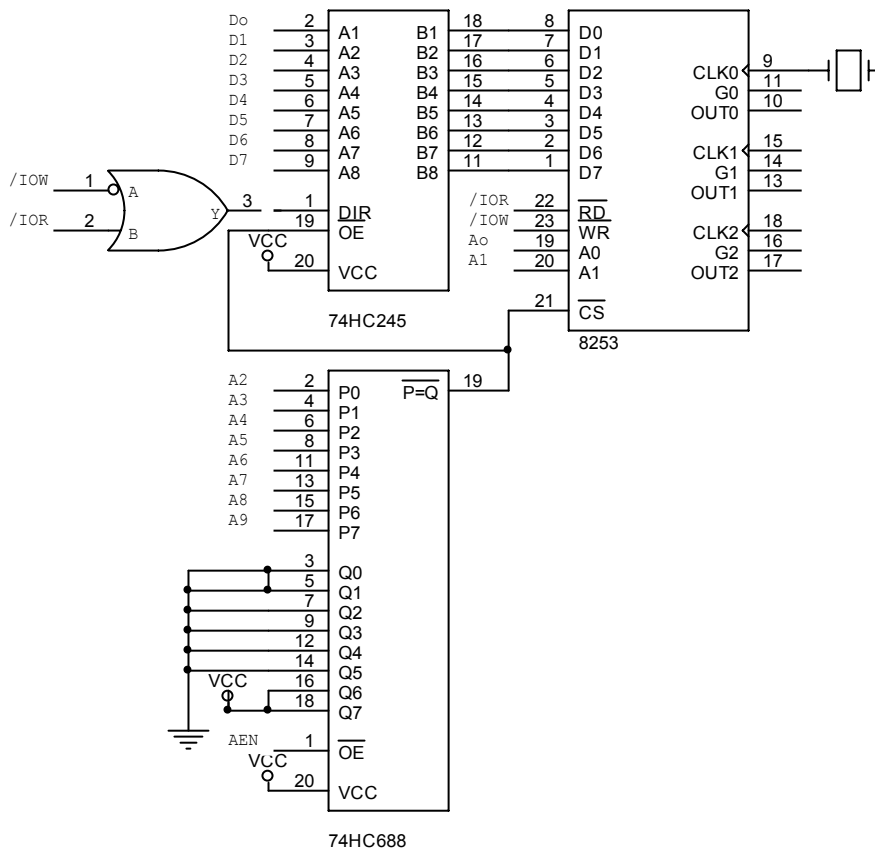 Do 2 A1 B1 18 8 D0
D1 3 A2 B2 17 7 D1 CLK0 9
D2 4 A3 B3 16 6 D2 G0 11
D3 5 A4 B4 15 5 D3 OUT0 10
D4 6 A5 B5 14 4 D4
D5 7 A6 B6 13 3 D5 CLK1 15
D6 8 A7 B7 12 2 D6 G1 14
D7 9 A8 B8 11 1 D7 OUT1 13
/IOW 1 A
/IOR 2 B
Y 3
1 DIR
19 OE
VCC
20 VCC
74HC245
/IOR 22 RD
/IOW 23 WR CLK2 18
Ao 19 A0 G2 16
A1 20 A1 OUT2 17
21 CS
8253
A2 2 P0 P=Q 19
A3 4 P1
A4 6 P2
A5 8 P3
A6 11 P4
A7 13 P5
A8 15 P6
A9 17 P7
3 Q0
5 Q1
7 Q2
9 Q3
12 Q4
14 Q5
VCC 16 Q6
18 Q7
AEN 1 OE
VCC
20 VCC
74HC688